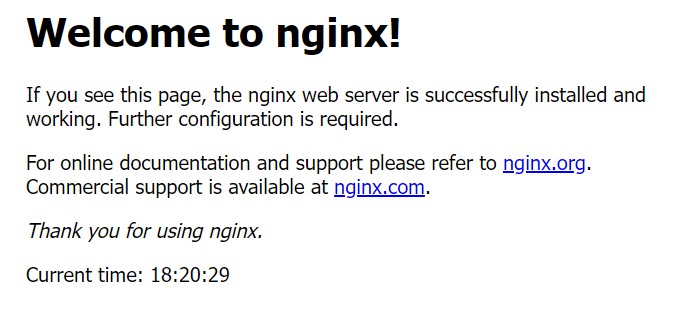 Welcome to nginx!
If you see this page, the nginx web server is successfully installed and
working. Further configuration is required.
For online documentation and support please refer to nginx.org.
Commercial support is available at nginx.com.
Thank you for using nginx.
Current time: 18:20:29